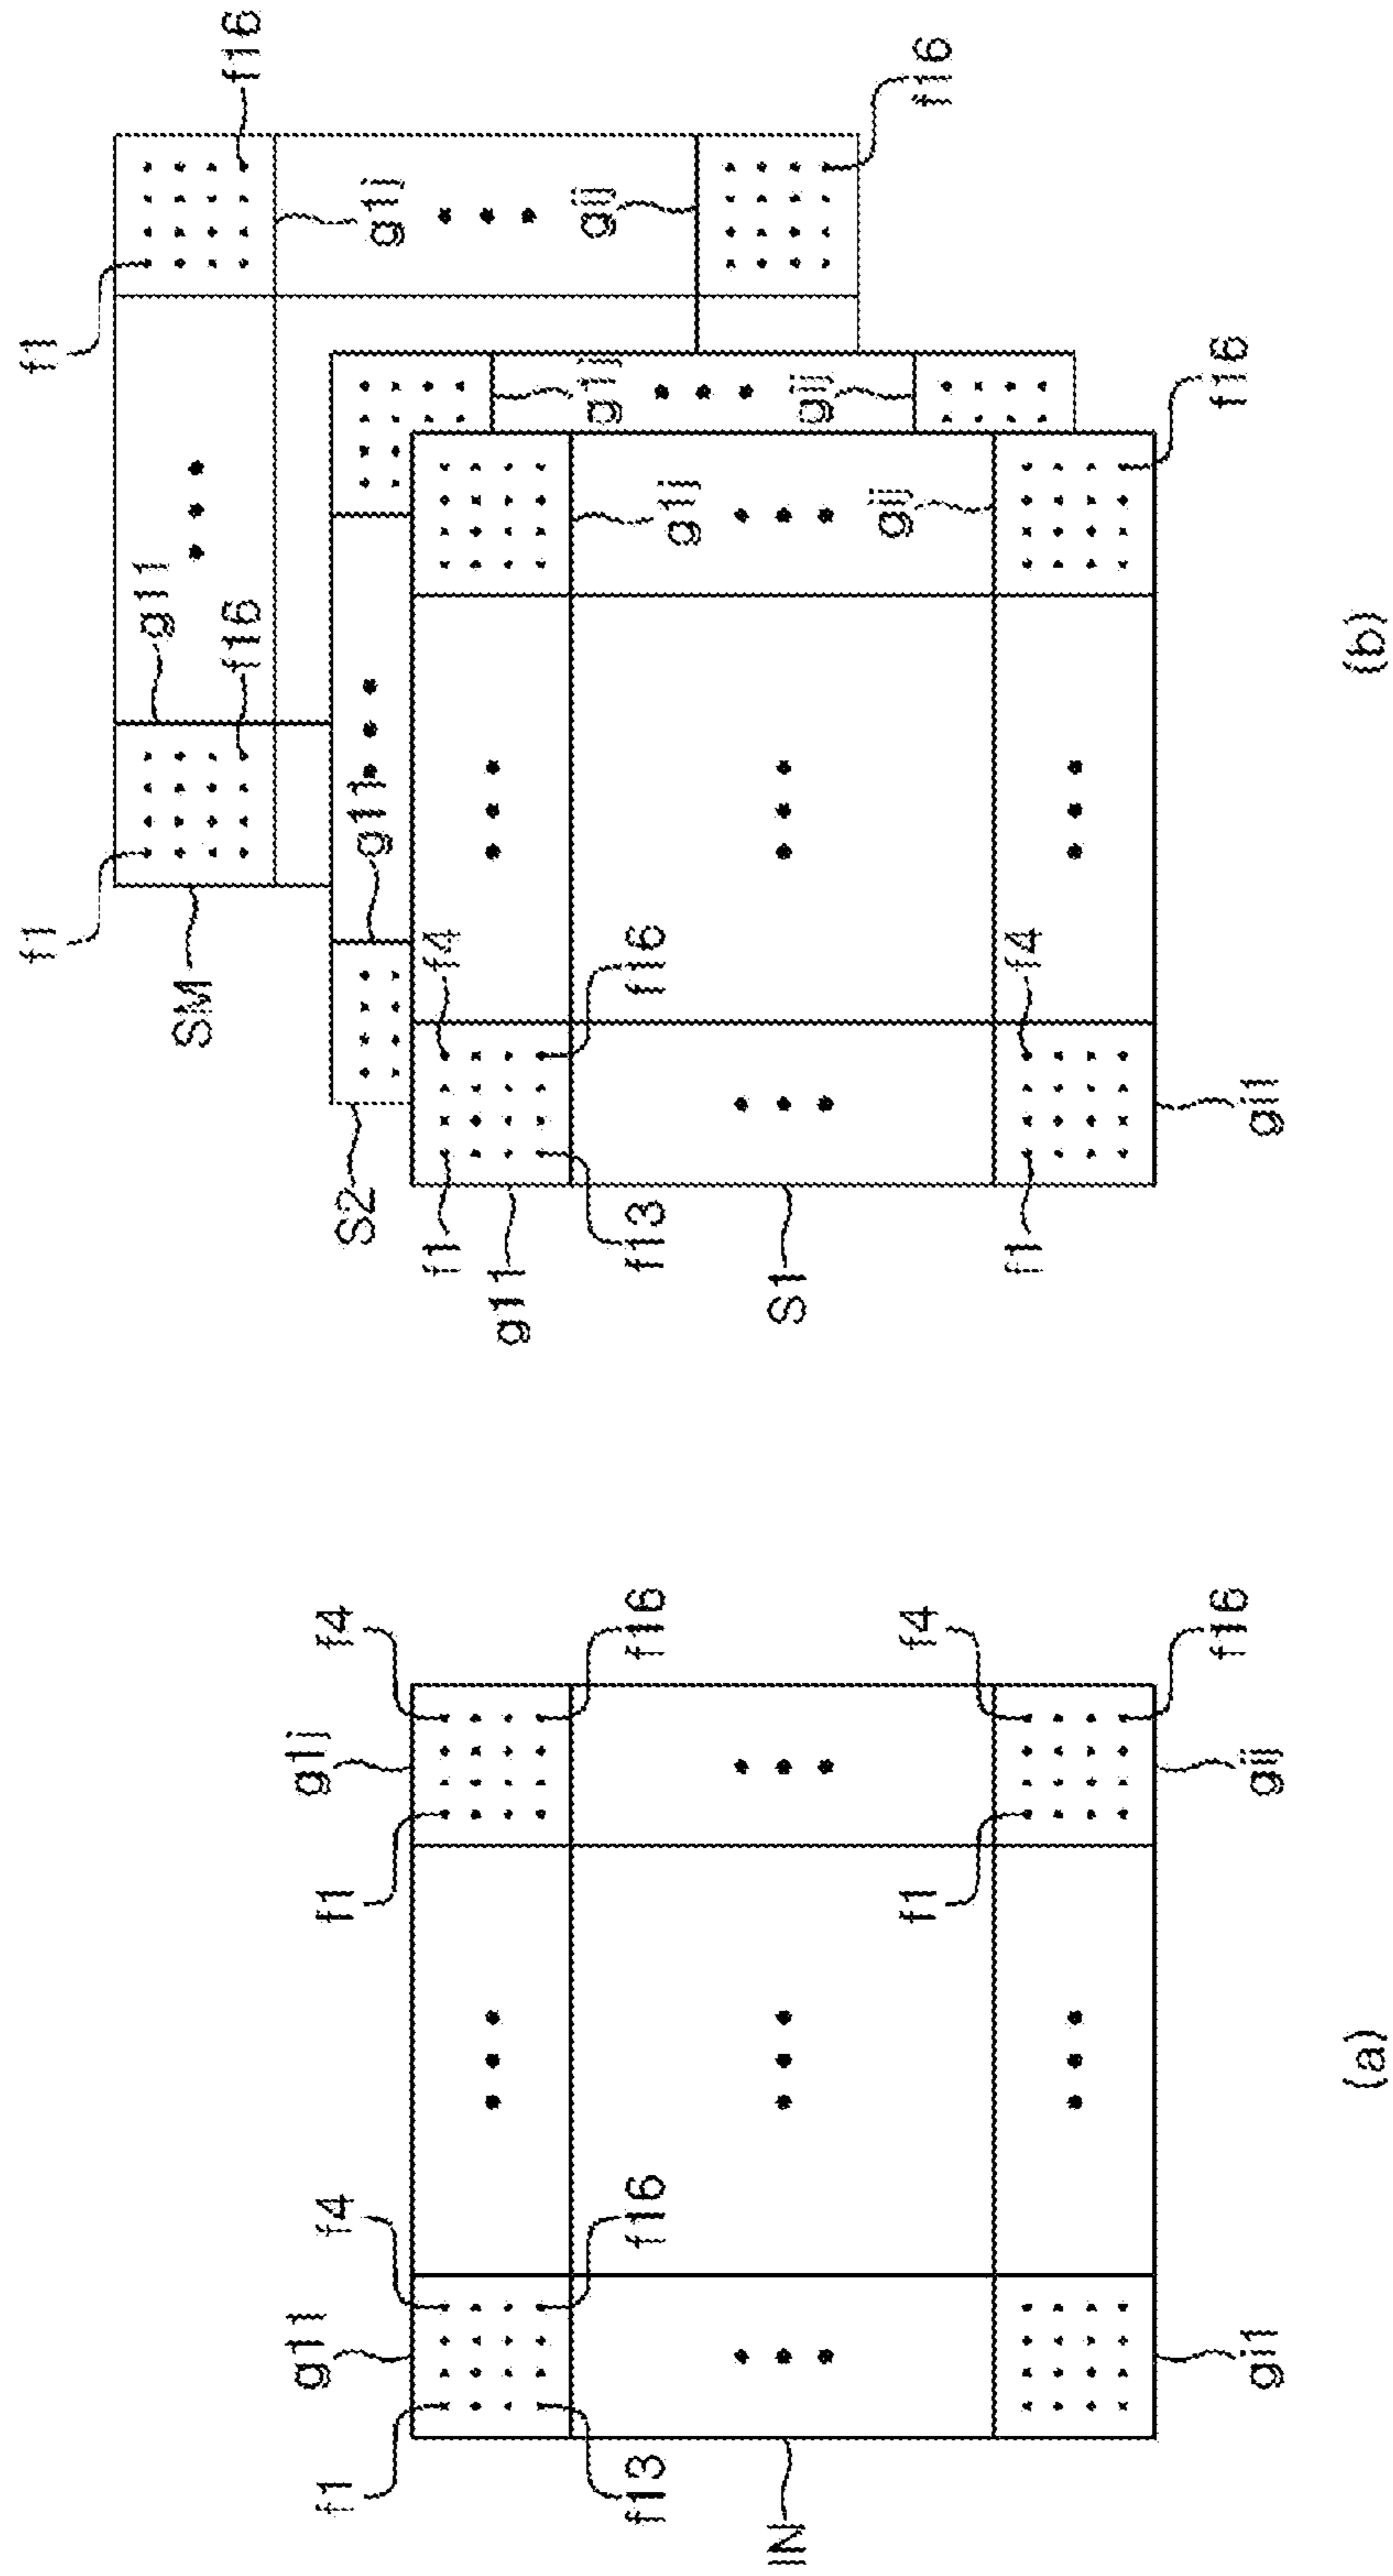 g11 g1j
f1 f4 f1 f4
f13 f16 f16
IN
f1 f4
f16
gi1 gij
(a)
f1 f1
g11
SM
f16 f16
S2 g11
g1j
f1 f4
g11
gij
g1j
f13 f16
g1j
S1
gij
gij
f16
f1 f4
f16
gi1
(b)